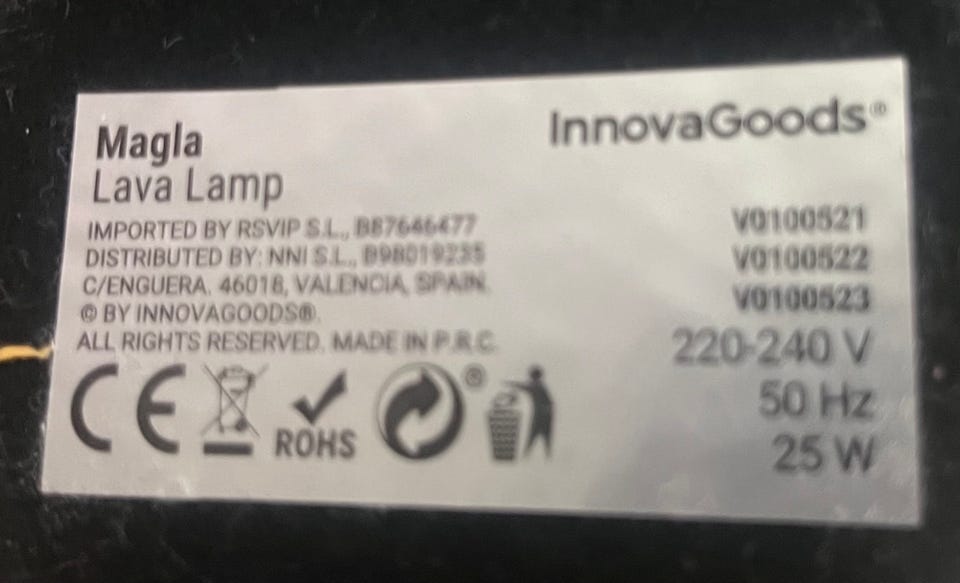 Magla
Lava Lamp
IMPORTED BY RSVIP S.L., B87646477
DISTRIBUTED BY: NNI S.L., B98019235
C/ENGUERA, 46018, VALENCIA, SPAIN.
© BY INNOVAGOODS®.
ALL RIGHTS RESERVED. MADE IN P.R.C.
CE
ROHS
®
InnovaGoods®
V0100521
V0100522
V0100523
220-240 V
50 Hz
25 W